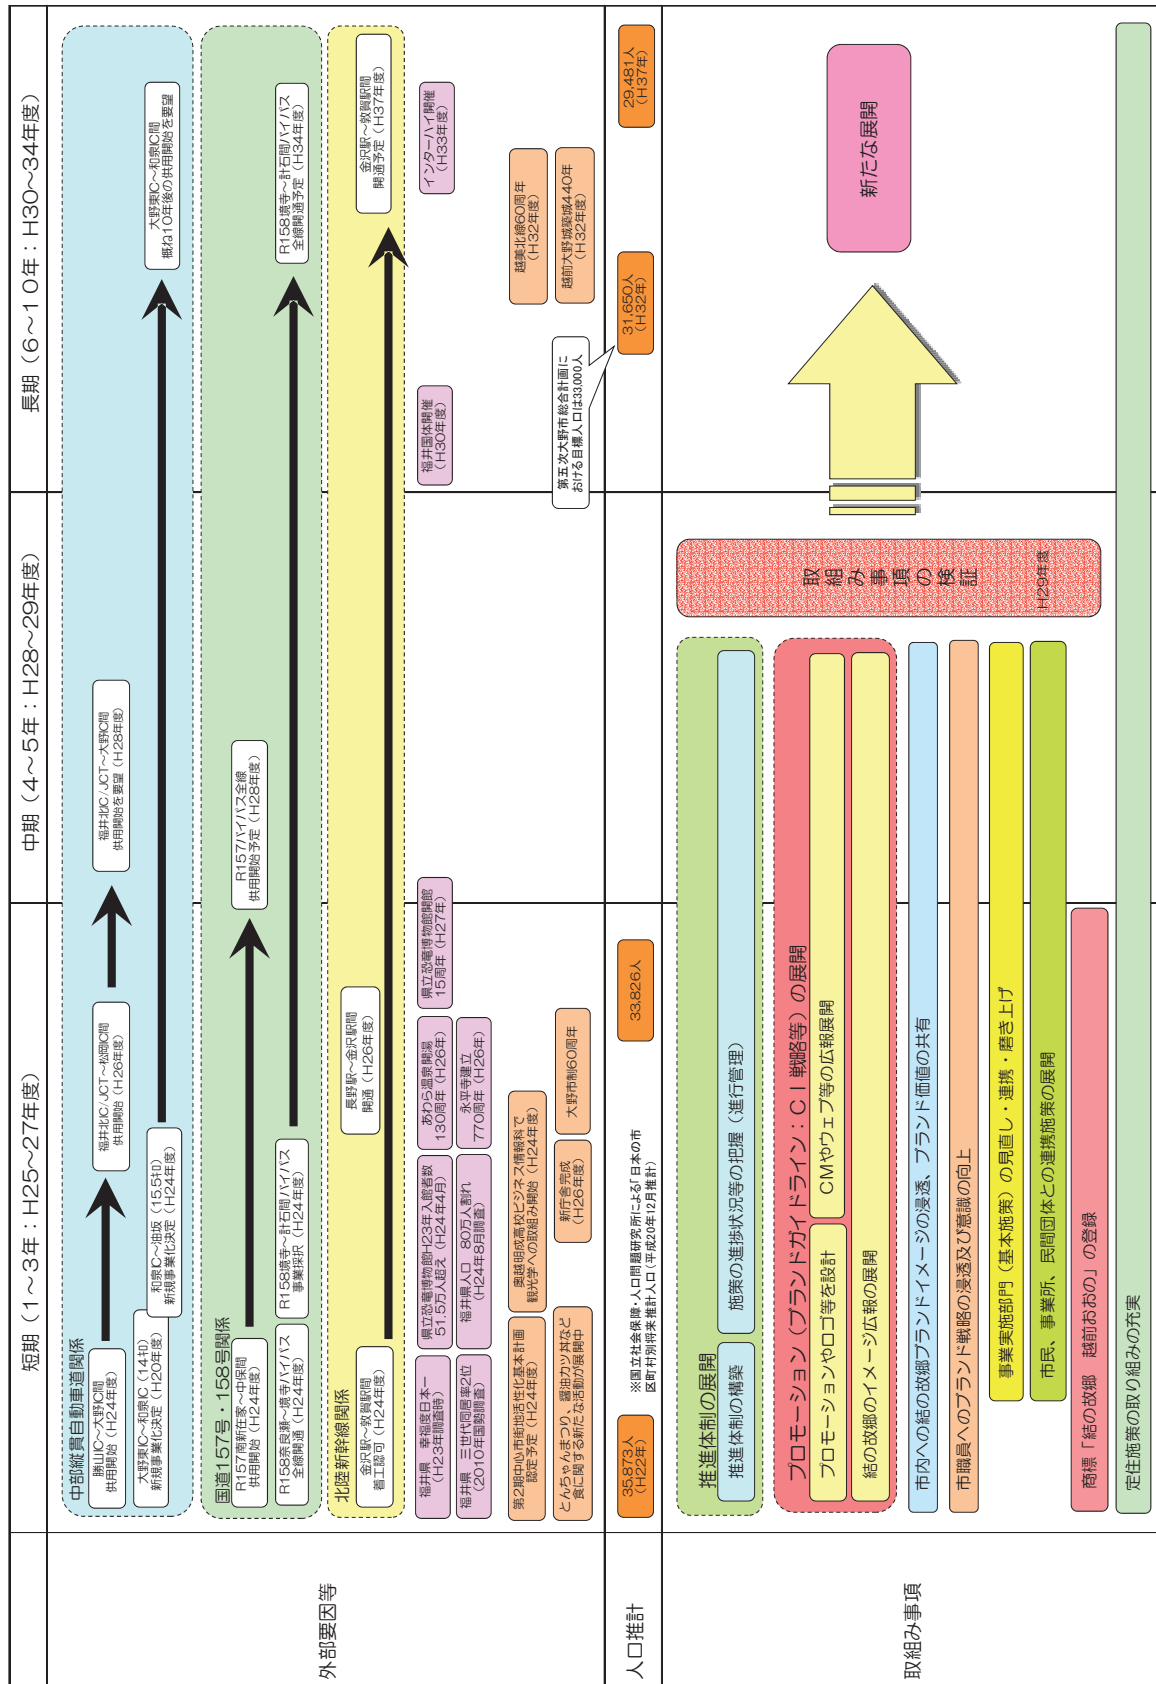 短期（１～３年：H25～27年度）
中期（４～５年：H28～29年度）
長期（６～１０年：H30～34年度）
外部要因等
中部縦貫自動車道関係
勝山IC～大野IC間
供用開始（H24年度）
福井北IC/JCT～松岡IC間
供用開始（H26年度）
福井北IC/JCT～大野IC間
供用開始を要望（H28年度）
大野東IC～和泉IC（14㌔）
新規事業化決定（H20年度）
和泉IC～油坂（15.5㌔）
新規事業化決定（H24年度）
大野東IC～和泉IC間
概ね10年後の供用開始を要望
国道157号・158号関係
R157南新在家～中保間
供用開始（H24年度）
R157バイパス全線
供用開始予定（H28年度）
R158奈良瀬～境寺バイパス
全線開通（H24年度）
R158境寺～計石間バイパス
事業採択（H24年度）
R158境寺～計石間バイパス
全線開通予定（H34年度）
北陸新幹線関係
長野駅～金沢駅間
開通（H26年度）
金沢駅～敦賀駅間
着工認可（H24年度）
金沢駅～敦賀駅間
開通予定（H37年度）
福井県　幸福度日本一
（H23年調査時）
県立恐竜博物館H23年入館者数
51.5万人超え（H24年4月）
あわら温泉開湯
130周年（H26年）
県立恐竜博物館開館
15周年（H27年）
福井国体開催
（H30年度）
インターハイ開催
（H33年度）
福井県　三世代同居率2位
（2010年国勢調査）
福井県人口　80万人割れ
（H24年8月調査）
永平寺建立
770周年（H26年）
第2期中心市街地活性化基本計画
認定予定（H24年度）
奥越明成高校ビジネス情報科で
観光学への取組み開始（H24年度）
越美北線60周年
（H32年度）
とんちゃんまつり、醤油カツ丼など
食に関する新たな活動が展開中
新庁舎完成
（H26年度）
大野市制60周年
越前大野城築城440年
（H32年度）
第五次大野市総合計画に
おける目標人口は33,000人
人口推計
35,873人
（H22年）
※国立社会保障・人口問題研究所による「日本の市
区町村別将来推計人口（平成20年12月推計）
33,826人
31,650人
（H32年）
29,481人
（H37年）
取組み事項
推進体制の展開
推進体制の構築
施策の進捗状況等の把握（進行管理）
プロモーション（ブランドガイドライン：ＣＩ戦略等）の展開
プロモーションやロゴ等を設計
CMやウェブ等の広報展開
結の故郷のイメージ広報の展開
市内への結の故郷ブランドイメージの浸透、ブランド価値の共有
市職員へのブランド戦略の浸透及び意識の向上
事業実施部門（基本施策）の見直し・連携・磨き上げ
市民、事業所、民間団体との連携施策の展開
商標「結の故郷　越前おおの」の登録
定住施策の取り組みの充実
取組み事項の検証
H29年度
新たな展開